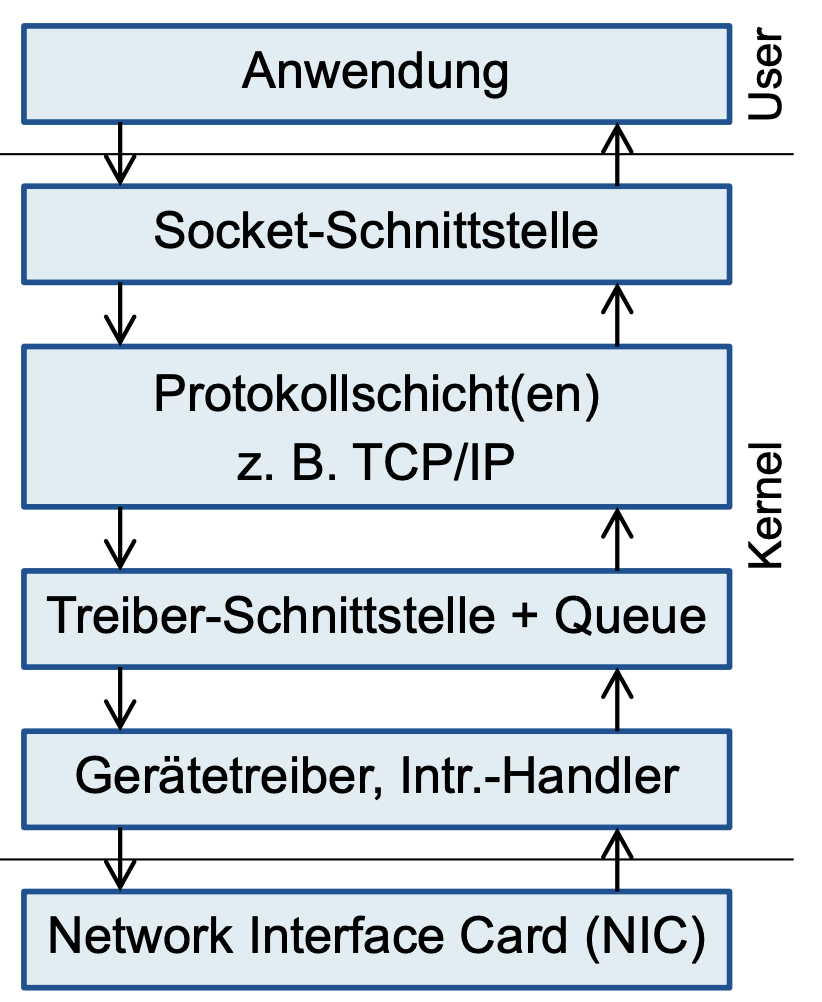 Anwendung
User
Socket-Schnittstelle
Protokollschicht(en)
z. B. TCP/IP
Kernel
Treiber-Schnittstelle + Queue
Gerätetreiber, Intr.-Handler
Network Interface Card (NIC)